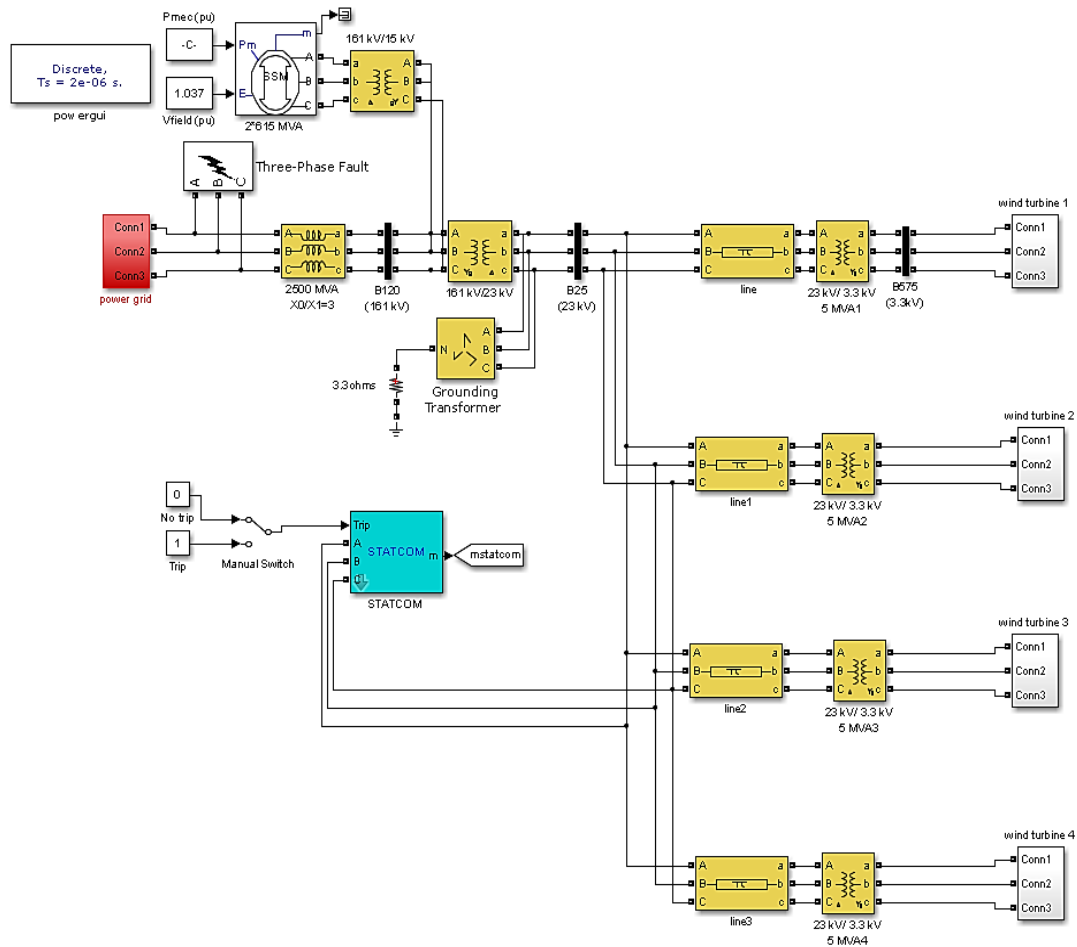 Discrete,
Ts = 2e-06 s.
pow ergui
Pmec (pu)
-C-
1.037
Vfield (pu)
Pm
E
SSM
m
A
B
C
2*615 MVA
161 kV/15 kV
a
b
c
A
B
C
Three-Phase Fault
A
B
C
Conn1
Conn2
Conn3
power grid
A
B
C
a
b
c
2500 MVA
X0/X1=3
B120
(161 kV)
A
B
C
a
b
c
161 kV/23 kV
B25
(23 kV)
A
B
C
a
b
c
line
A
B
C
a
b
c
23 kV/ 3.3 kV
5 MVA1
B575
(3.3kV)
wind turbine 1
Conn1
Conn2
Conn3
N
A
B
C
Grounding
Transformer
3.3ohms
A
B
C
a
b
c
line1
A
B
C
a
b
c
23 kV/ 3.3 kV
5 MVA2
wind turbine 2
Conn1
Conn2
Conn3
0
No trip
1
Trip
Manual Switch
Trip
A
B
C
STATCOM
m
STATCOM
mstatcom
A
B
C
a
b
c
line2
A
B
C
a
b
c
23 kV/ 3.3 kV
5 MVA3
wind turbine 3
Conn1
Conn2
Conn3
A
B
C
a
b
c
line3
A
B
C
a
b
c
23 kV/ 3.3 kV
5 MVA4
wind turbine 4
Conn1
Conn2
Conn3